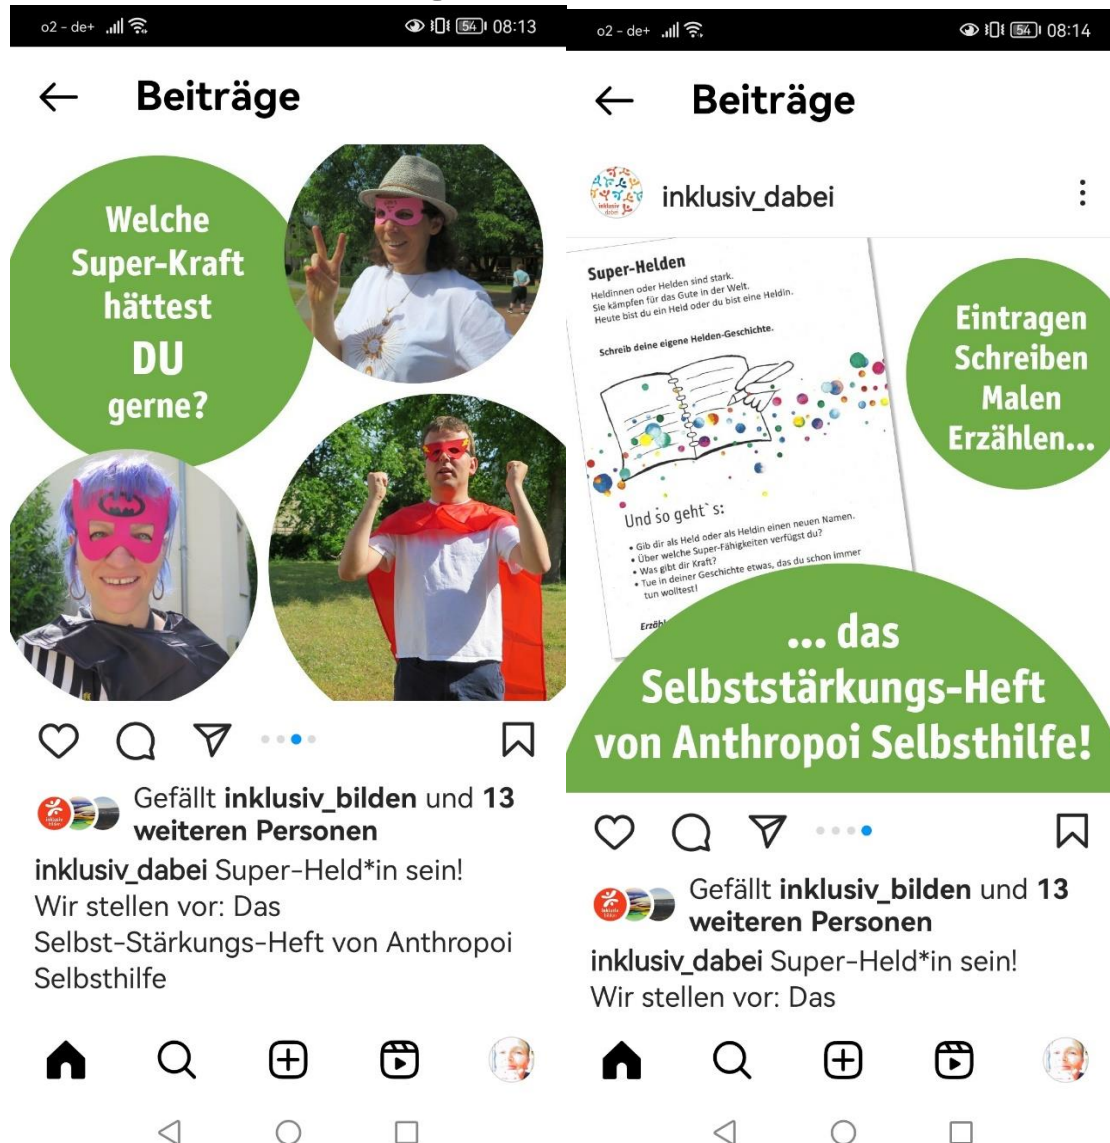 o2 - de+
54
08:13
Beiträge
Welche
Super-Kraft
hättest
DU
gerne?
Gefällt inklusiv_bilden und 13
weiteren Personen
inklusiv_dabei Super-Held*in sein!
Wir stellen vor: Das
Selbst-Stärkungs-Heft von Anthropoi
Selbsthilfe
o2 - de+
54
08:14
Beiträge
inklusiv
dabei
inklusiv_dabei
Super-Helden
Heldinnen oder Helden sind stark.
Sie kämpfen für das Gute in der Welt.
Heute bist du ein Held oder du bist eine Heldin.
Schreib deine eigene Helden-Geschichte.
Und so geht`s:
• Gib dir als Held oder als Heldin einen neuen Namen.
• Über welche Super-Fähigkeiten verfügst du?
• Was gibt dir Kraft?
• Tue in deiner Geschichte etwas, das du schon immer
tun wolltest!
Eintragen
Schreiben
Malen
Erzählen...
... das
Selbststärkungs-Heft
von Anthropoi Selbsthilfe!
Gefällt inklusiv_bilden und 13
weiteren Personen
inklusiv_dabei Super-Held*in sein!
Wir stellen vor: Das